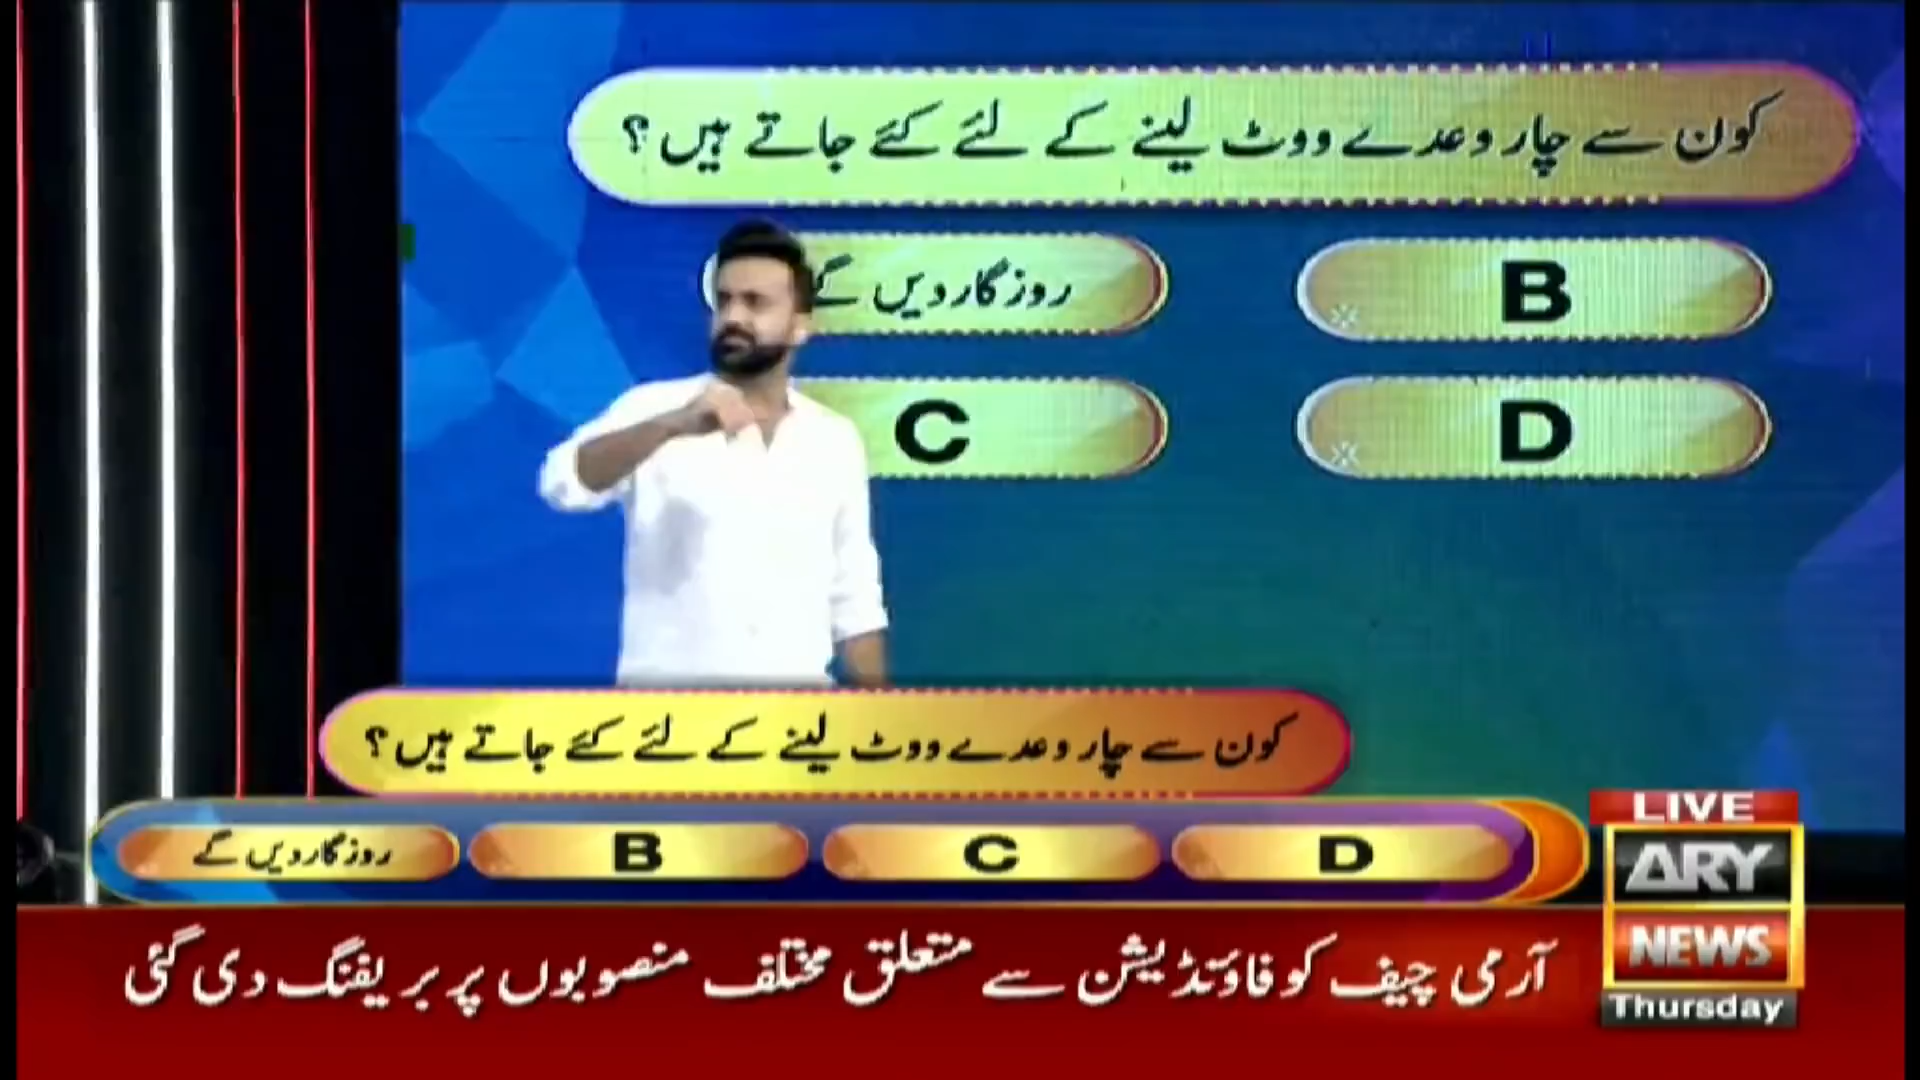 کون سے چار وعدے ووٹ لینے کے لئے کئے جاتے ہیں؟
روزگار دیں گے
B
C
D
کون سے چار وعدے ووٹ لینے کے لئے کئے جاتے ہیں؟
روزگار دیں گے
B
C
D
LIVE
ARY
NEWS
Thursday
آرمی چیف کو فاؤنڈیشن سے متعلق مختلف منصوبوں پر بریفنگ دی گئی